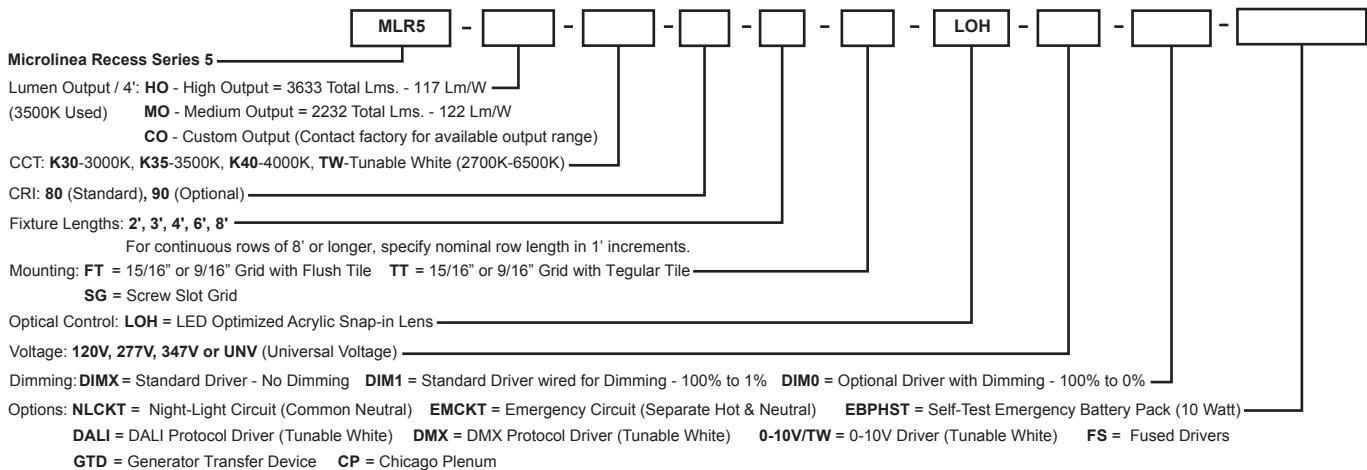 MLR5 - - - - - - LOH - - -
Microlinea Recess Series 5
Lumen Output / 4': HO - High Output = 3633 Total Lms. - 117 Lm/W
(3500K Used) MO - Medium Output = 2232 Total Lms. - 122 Lm/W
CO - Custom Output (Contact factory for available output range)
CCT: K30-3000K, K35-3500K, K40-4000K, TW-Tunable White (2700K-6500K)
CRI: 80 (Standard), 90 (Optional)
Fixture Lengths: 2', 3', 4', 6', 8'
For continuous rows of 8’ or longer, specify nominal row length in 1’ increments.
Mounting: FT = 15/16” or 9/16” Grid with Flush Tile TT = 15/16” or 9/16” Grid with Tegular Tile
SG = Screw Slot Grid
Optical Control: LOH = LED Optimized Acrylic Snap-in Lens
Voltage: 120V, 277V, 347V or UNV (Universal Voltage)
Dimming: DIMX = Standard Driver - No Dimming DIM1 = Standard Driver wired for Dimming - 100% to 1% DIM0 = Optional Driver with Dimming - 100% to 0%
Options: NLCKT = Night-Light Circuit (Common Neutral) EMCKT = Emergency Circuit (Separate Hot & Neutral) EBPHST = Self-Test Emergency Battery Pack (10 Watt)
DALI = DALI Protocol Driver (Tunable White) DMX = DMX Protocol Driver (Tunable White) 0-10V/TW = 0-10V Driver (Tunable White) FS = Fused Drivers
GTD = Generator Transfer Device CP = Chicago Plenum